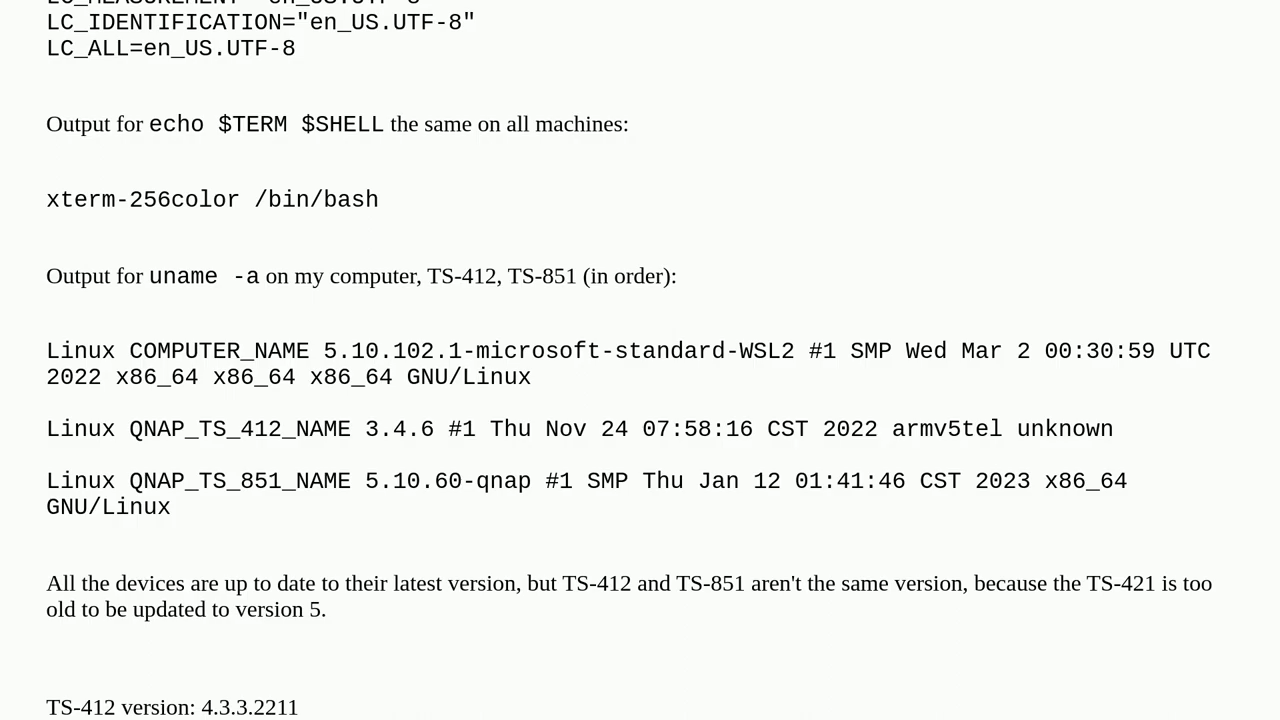 LC_MEASUREMENT="en_US.UTF-8"
LC_IDENTIFICATION="en_US.UTF-8"
LC_ALL=en_US.UTF-8
Output for echo $TERM $SHELL the same on all machines:
xterm-256color /bin/bash
Output for uname -a on my computer, TS-412, TS-851 (in order):
Linux COMPUTER_NAME 5.10.102.1-microsoft-standard-WSL2 #1 SMP Wed Mar 2 00:30:59 UTC
2022 x86_64 x86_64 x86_64 GNU/Linux
Linux QNAP_TS_412_NAME 3.4.6 #1 Thu Nov 24 07:58:16 CST 2022 armv5tel unknown
Linux QNAP_TS_851_NAME 5.10.60-qnap #1 SMP Thu Jan 12 01:41:46 CST 2023 x86_64
GNU/Linux
All the devices are up to date to their latest version, but TS-412 and TS-851 aren't the same version, because the TS-421 is too
old to be updated to version 5.
TS-412 version: 4.3.3.2211